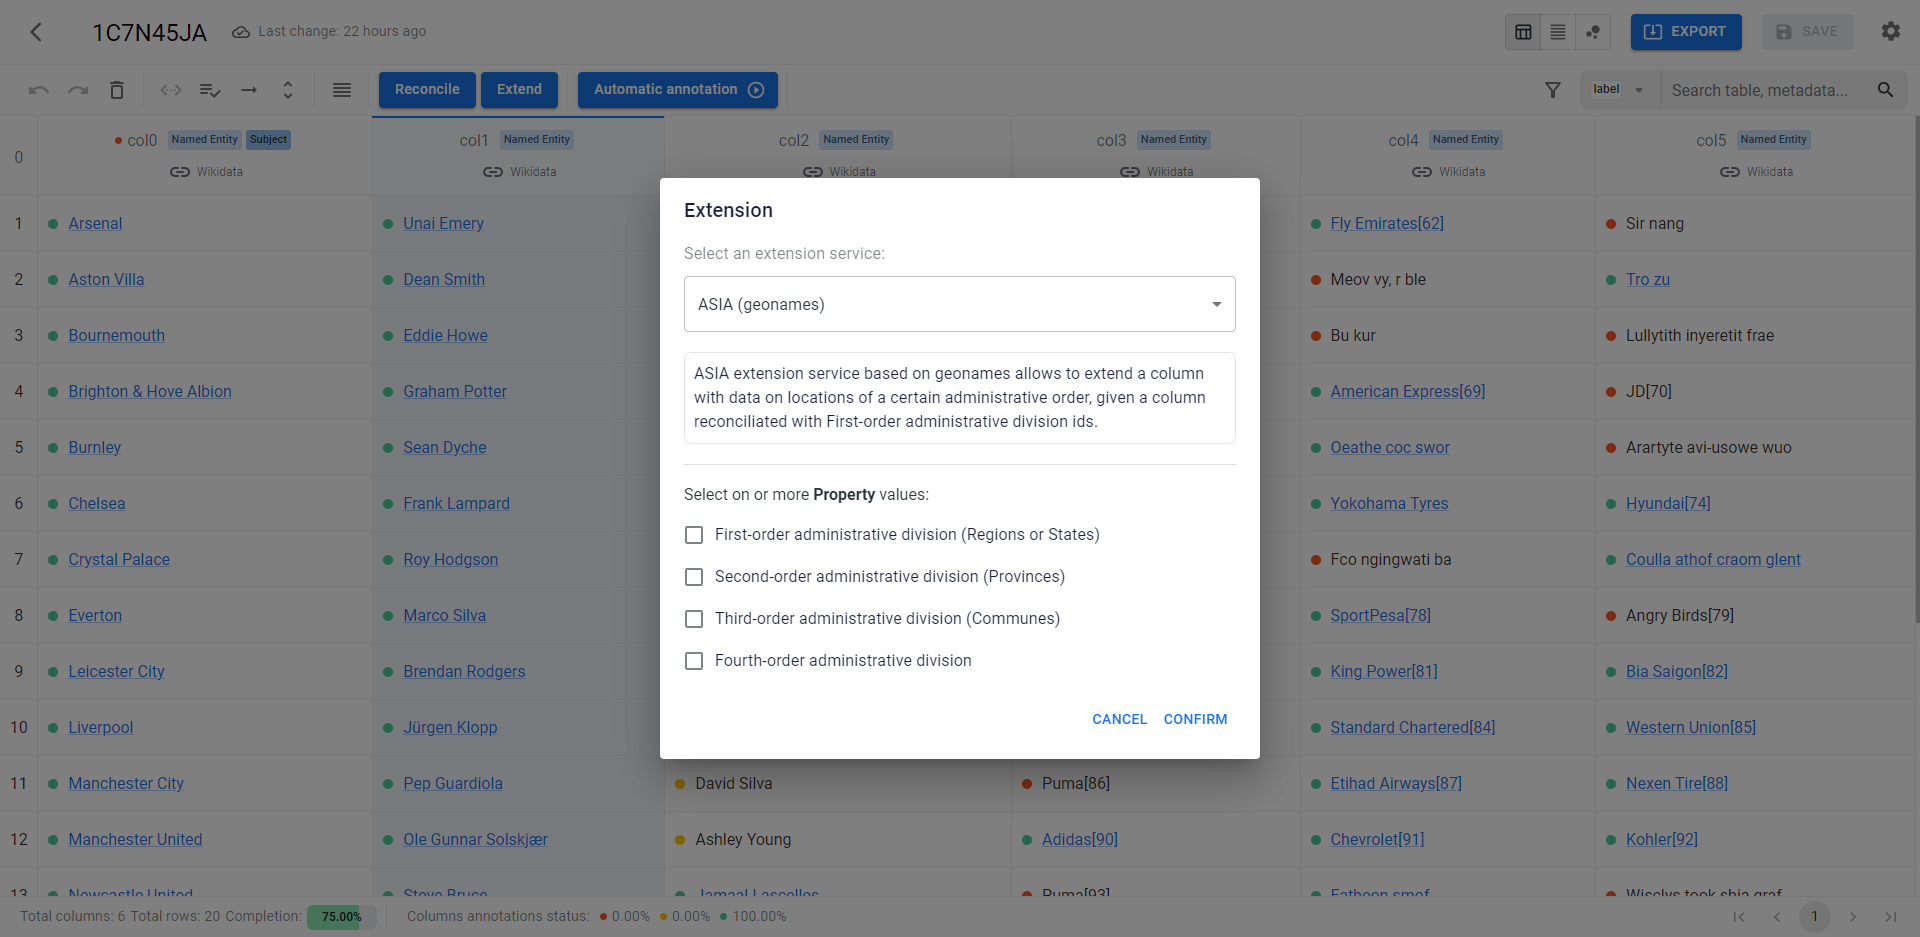 1C7N45JA
Last change: 22 hours ago
EXPORT
SAVE
Reconcile
Extend
Automatic annotation
label
Search table, metadata...
0
col0 Named Entity Subject
Wikidata
col1 Named Entity
Wikidata
col2 Named Entity
Wikidata
col3 Named Entity
Wikidata
col4 Named Entity
Wikidata
col5 Named Entity
Wikidata
1 Arsenal Unai Emery Fly Emirates[62] Sir nang
2 Aston Villa Dean Smith Meov vy, r ble Tro zu
3 Bournemouth Eddie Howe Bu kur Lullytith inyeretit frae
4 Brighton & Hove Albion Graham Potter American Express[69] JD[70]
5 Burnley Sean Dyche Oeathe coc swor Arartyte avi-usowe wuo
6 Chelsea Frank Lampard Yokohama Tyres Hyundai[74]
7 Crystal Palace Roy Hodgson Fco ngingwati ba Coulla athof craom glent
8 Everton Marco Silva SportPesa[78] Angry Birds[79]
9 Leicester City Brendan Rodgers King Power[81] Bia Saigon[82]
10 Liverpool Jürgen Klopp Standard Chartered[84] Western Union[85]
11 Manchester City Pep Guardiola David Silva Puma[86] Etihad Airways[87] Nexen Tire[88]
12 Manchester United Ole Gunnar Solskjær Ashley Young Adidas[90] Chevrolet[91] Kohler[92]
13 Newcastle United Steve Bruce Jamaal Lascelles Puma[93] Eatheon smof Wisclys took shia graf
Extension
Select an extension service:
ASIA (geonames)
ASIA extension service based on geonames allows to extend a column
with data on locations of a certain administrative order, given a column
reconciliated with First-order administrative division ids.
Select on or more Property values:
First-order administrative division (Regions or States)
Second-order administrative division (Provinces)
Third-order administrative division (Communes)
Fourth-order administrative division
CANCEL CONFIRM
Total columns: 6 Total rows: 20 Completion: 75.00% Columns annotations status: 0.00% 0.00% 100.00%
1